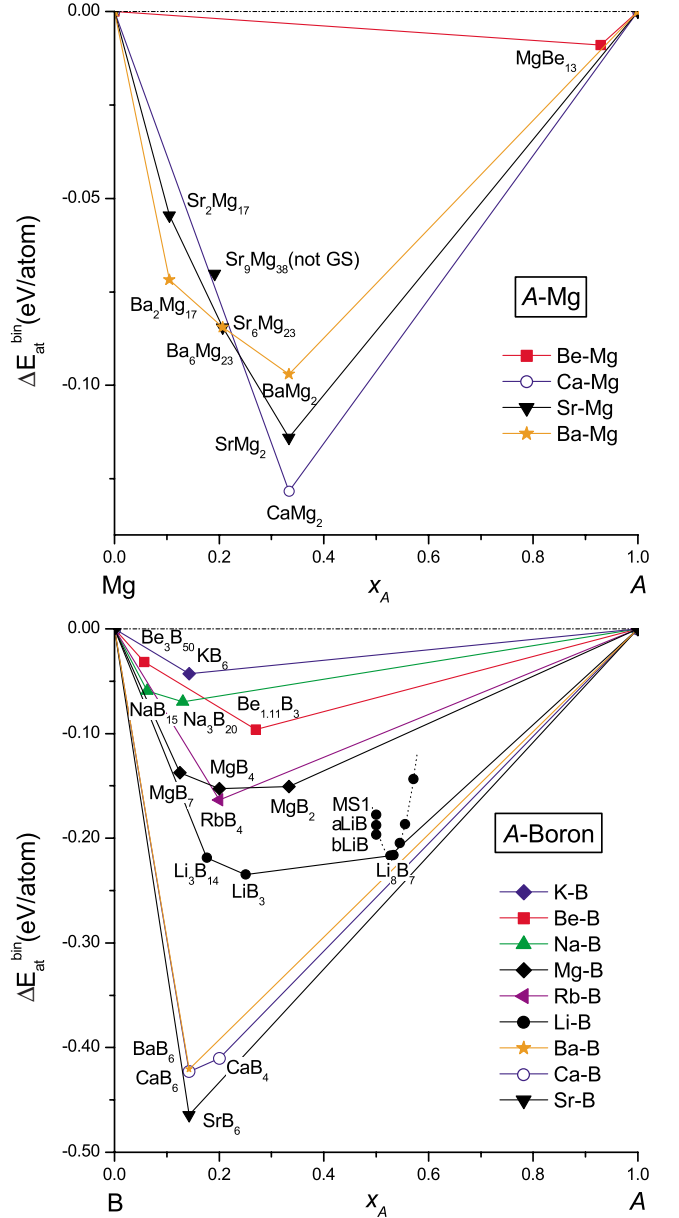 0.00
MgBe₁₃
-0.05
Sr₂Mg₁₇
Sr₉Mg₃₈(not GS)
Ba₂Mg₁₇
Sr₆Mg₂₃
Ba₆Mg₂₃
-0.10
BaMg₂
SrMg₂
CaMg₂
ΔE_at^bin(eV/atom)
A-Mg
Be-Mg
Ca-Mg
Sr-Mg
Ba-Mg
0.0 0.2 0.4 0.6 0.8 1.0
Mg x_A A
0.00
Be₃B₅₀
KB₆
NaB₁₅
Na₃B₂₀
Be₁.₁₁B₃
-0.10
MgB₇
MgB₄
RbB₄
MgB₂
MS1
aLiB
bLiB
-0.20
Li₃B₁₄
LiB₃
Li₈B₇
-0.30
-0.40
BaB₆
CaB₆
CaB₄
SrB₆
-0.50
ΔE_at^bin(eV/atom)
A-Boron
K-B
Be-B
Na-B
Mg-B
Rb-B
Li-B
Ba-B
Ca-B
Sr-B
0.0 0.2 0.4 0.6 0.8 1.0
B x_A A